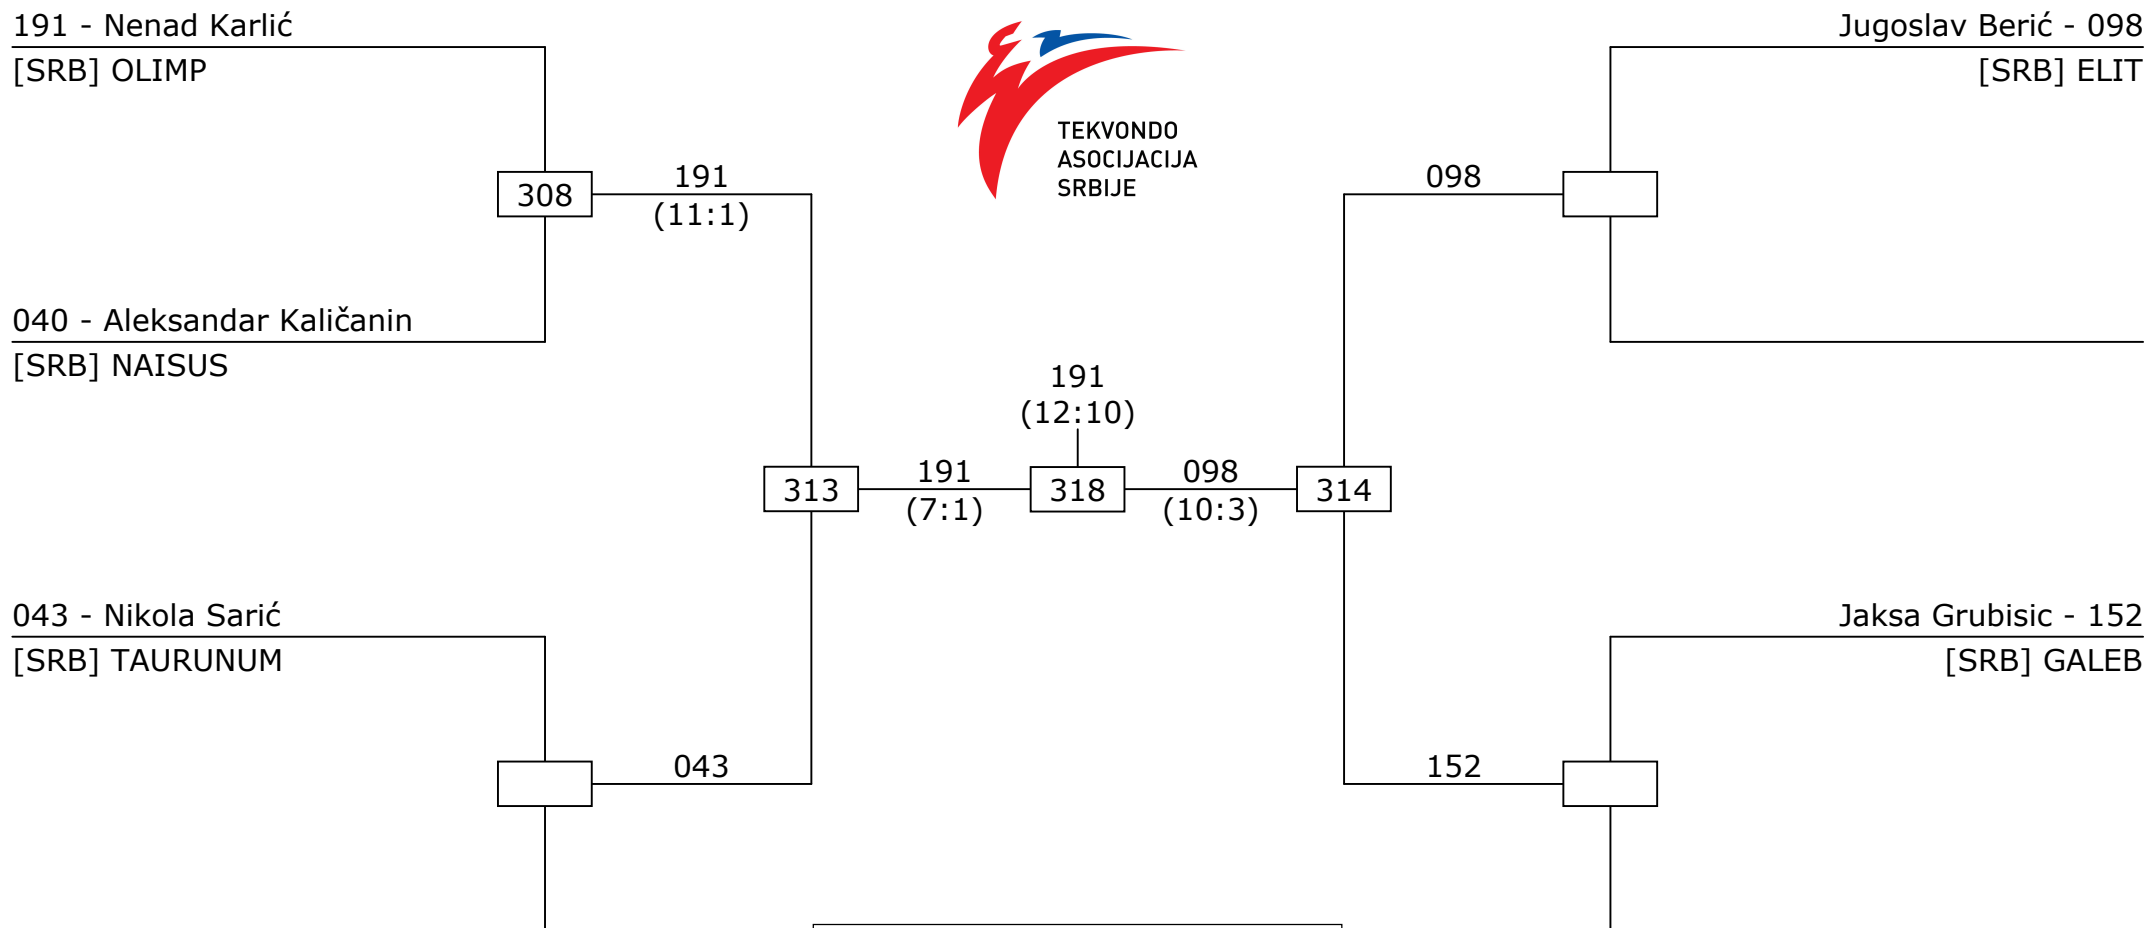 191 - Nenad Karlić
[SRB] OLIMP
Jugoslav Berić - 098
[SRB] ELIT
TEKVONDO
ASOCIJACIJA
SRBIJE
308
191
(11:1)
098
040 - Aleksandar Kaličanin
[SRB] NAISUS
191
(12:10)
313
191
(7:1)
318
098
(10:3)
314
043 - Nikola Sarić
[SRB] TAURUNUM
Jaksa Grubisic - 152
[SRB] GALEB
043
152